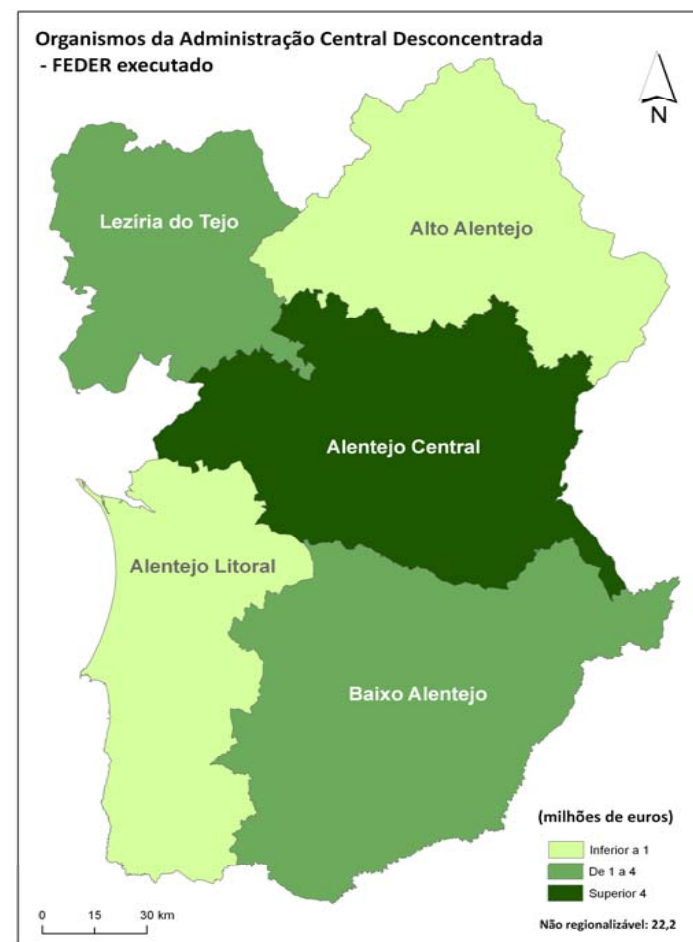 Organismos da Administração Central Desconcentrada
- FEDER executado
N
Lezíria do Tejo
Alto Alentejo
Alentejo Central
Alentejo Litoral
Baixo Alentejo
(milhões de euros)
Inferior a 1
De 1 a 4
Superior 4
0 15 30 km
Não regionalizável: 22,2